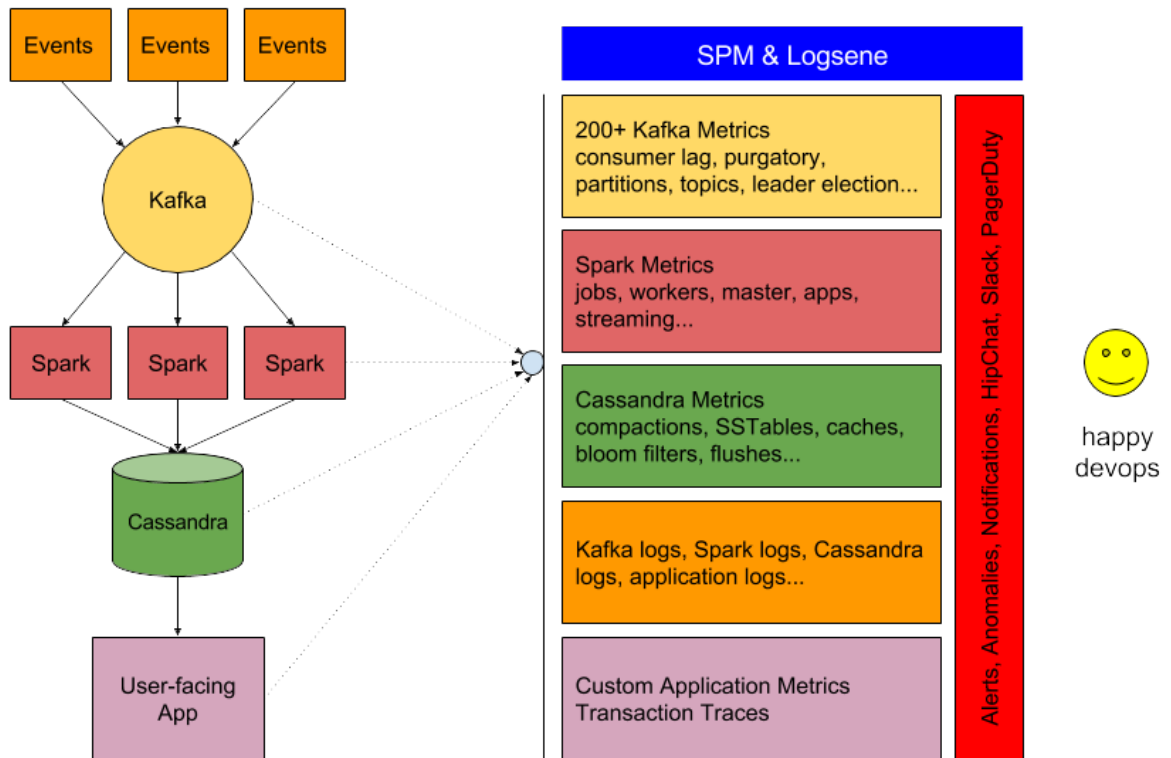 Events
Events
Events
Kafka
Spark
Spark
Spark
Cassandra
User-facing
App
SPM & Logsene
200+ Kafka Metrics
consumer lag, purgatory,
partitions, topics, leader election...
Spark Metrics
jobs, workers, master, apps,
streaming...
Cassandra Metrics
compactions, SSTables, caches,
bloom filters, flushes...
Kafka logs, Spark logs, Cassandra
logs, application logs...
Custom Application Metrics
Transaction Traces
Alerts, Anomalies, Notifications, HipChat, Slack, PagerDuty
happy
devops